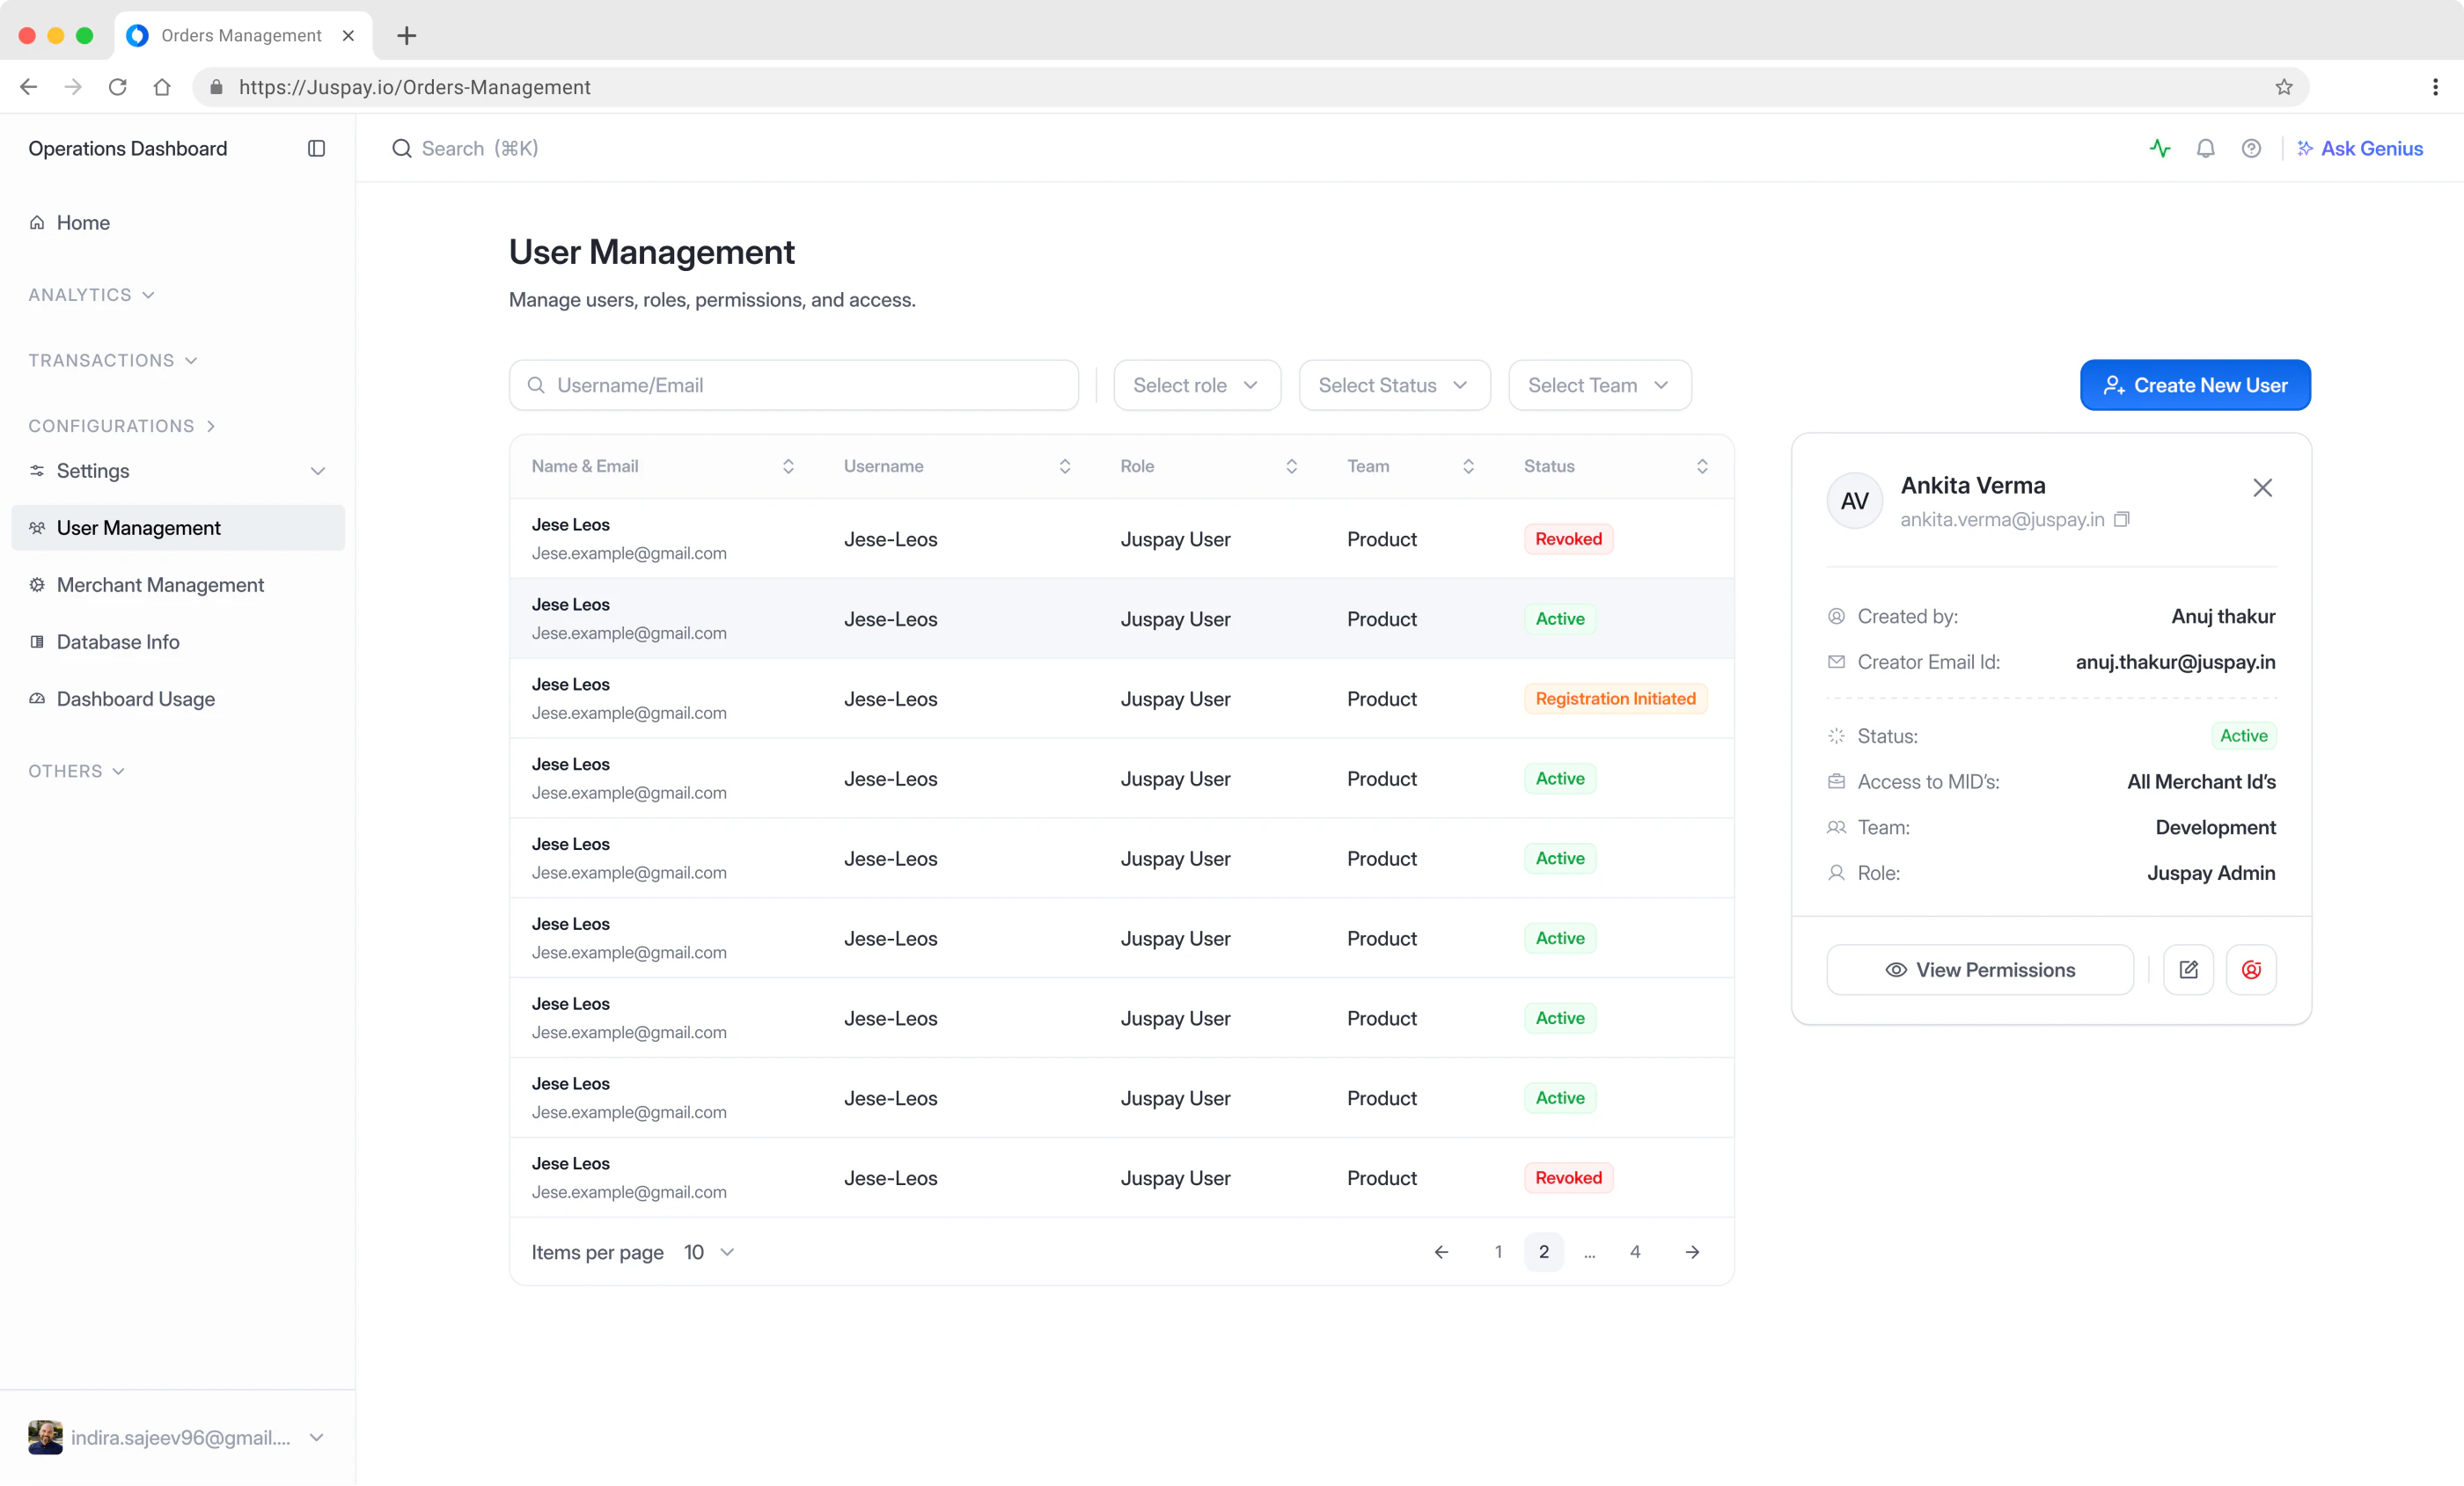 Orders Management
https://Juspay.io/Orders-Management
Operations Dashboard
Search (⌘K)
Ask Genius
Home
ANALYTICS
TRANSACTIONS
CONFIGURATIONS
Settings
User Management
Merchant Management
Database Info
Dashboard Usage
OTHERS
indira.sajeev96@gmail....
User Management
Manage users, roles, permissions, and access.
Username/Email
Select role
Select Status
Select Team
Create New User
Name & Email Username Role Team Status
Jese Leos
Jese.example@gmail.com
Jese-Leos Juspay User Product Revoked
Jese Leos
Jese.example@gmail.com
Jese-Leos Juspay User Product Active
Jese Leos
Jese.example@gmail.com
Jese-Leos Juspay User Product Registration Initiated
Jese Leos
Jese.example@gmail.com
Jese-Leos Juspay User Product Active
Jese Leos
Jese.example@gmail.com
Jese-Leos Juspay User Product Active
Jese Leos
Jese.example@gmail.com
Jese-Leos Juspay User Product Active
Jese Leos
Jese.example@gmail.com
Jese-Leos Juspay User Product Active
Jese Leos
Jese.example@gmail.com
Jese-Leos Juspay User Product Active
Jese Leos
Jese.example@gmail.com
Jese-Leos Juspay User Product Revoked
Items per page 10
1 2 ... 4
AV
Ankita Verma
ankita.verma@juspay.in
Created by: Anuj thakur
Creator Email Id: anuj.thakur@juspay.in
Status: Active
Access to MID's: All Merchant Id's
Team: Development
Role: Juspay Admin
View Permissions